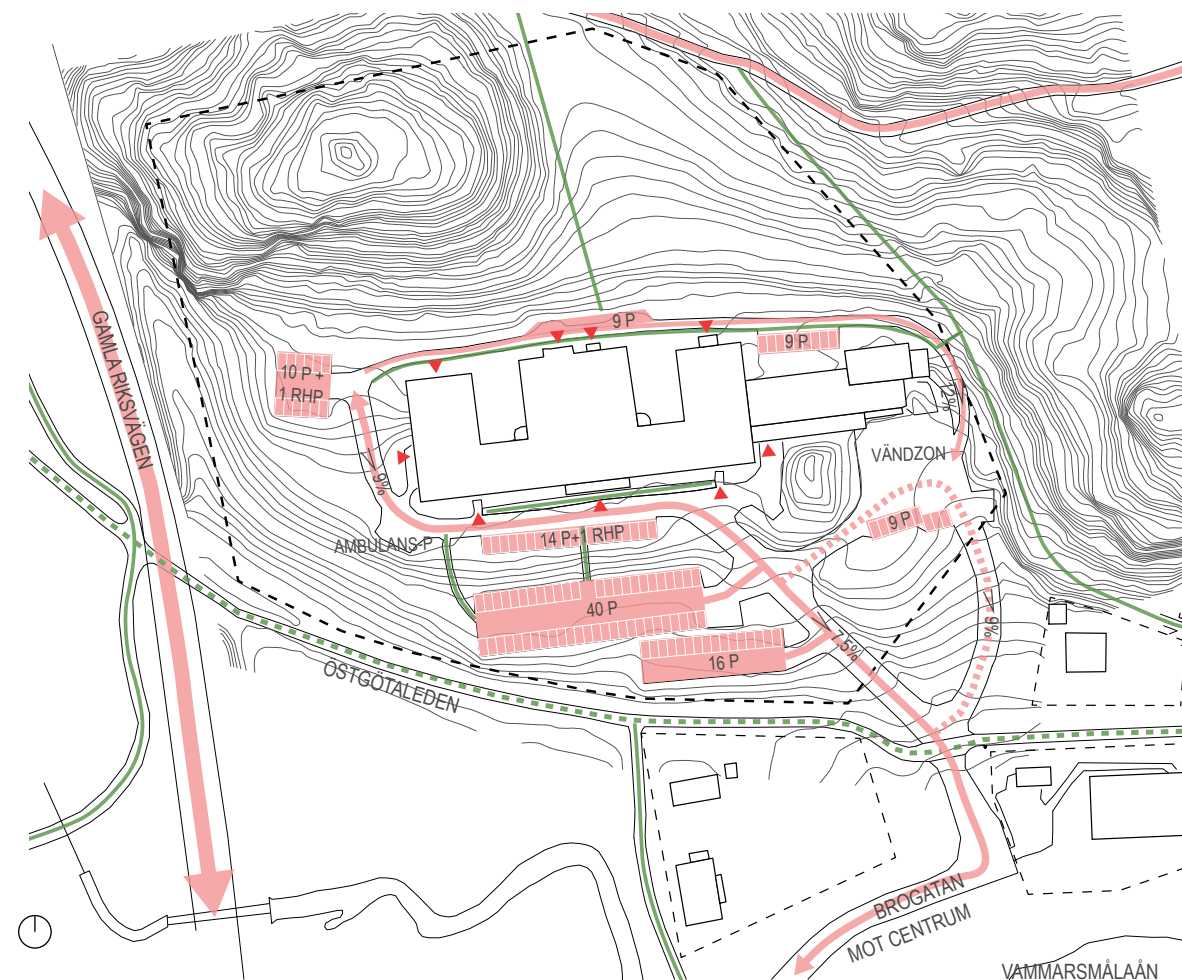 GAMLA RIKSVÄGEN
9 P
9 P
10 P +
1 RHP
12%
VÄNDZON
9%
9 P
AMBULANS-P
14 P+1 RHP
40 P
9%
7,5%
16 P
ÖSTGÖTALEDEN
BROGATAN
MOT CENTRUM
VAMMARSMÅLAÅN